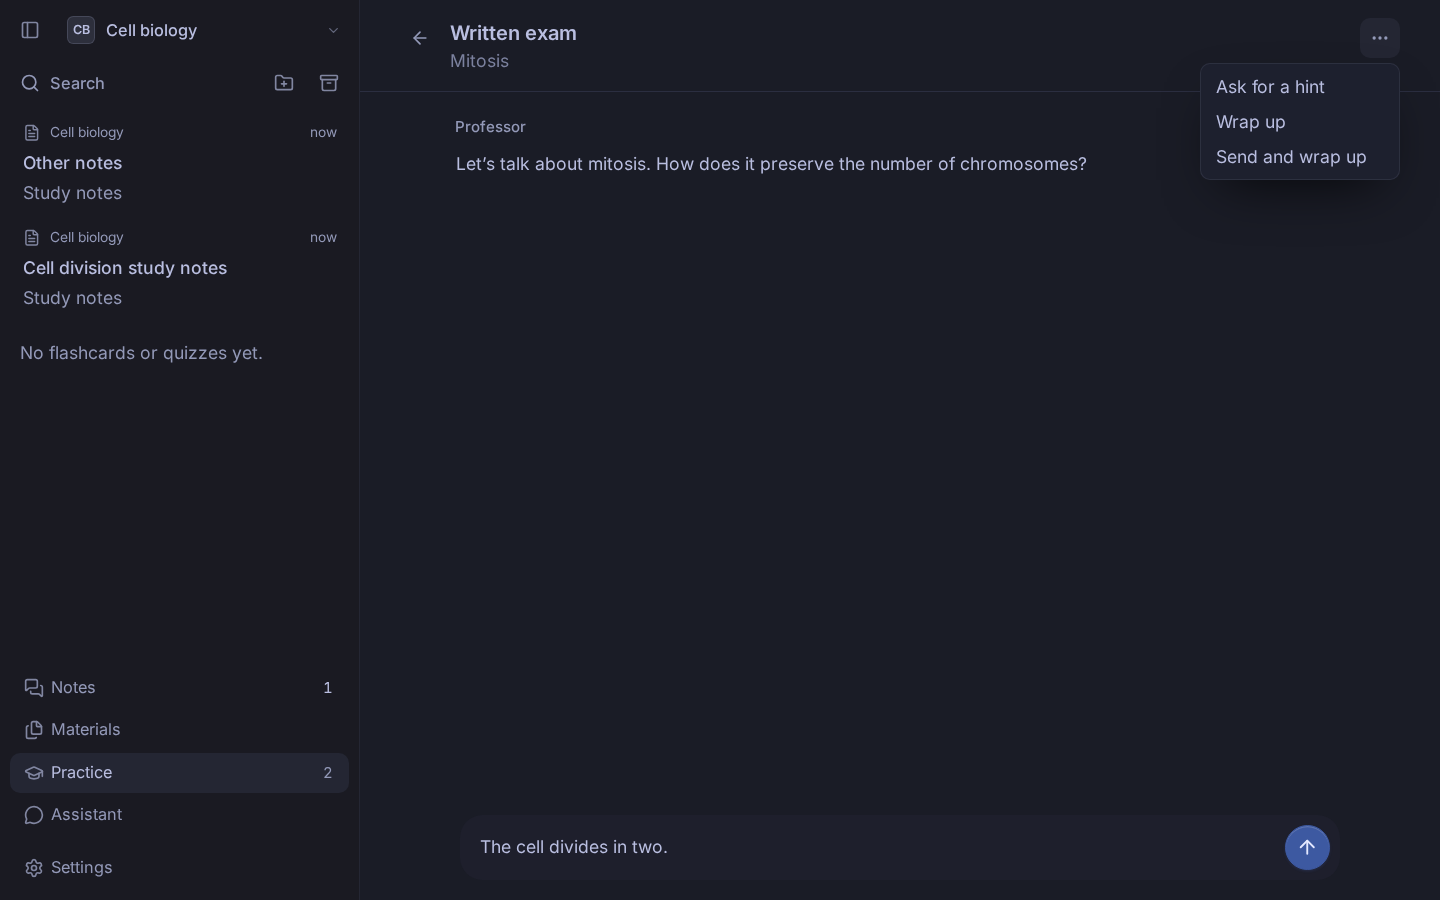 CB Cell biology
Search
Cell biology now
Other notes
Study notes
Cell biology now
Cell division study notes
Study notes
No flashcards or quizzes yet.
Notes 1
Materials
Practice 2
Assistant
Settings
Written exam
Mitosis
Ask for a hint
Wrap up
Send and wrap up
Professor
Let’s talk about mitosis. How does it preserve the number of chromosomes?
The cell divides in two.